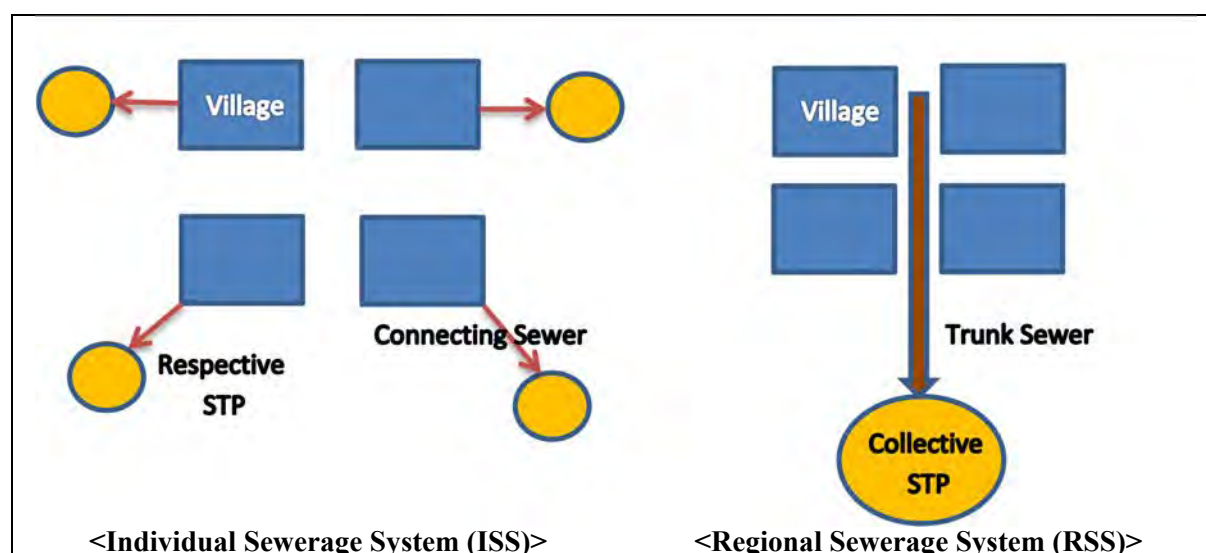 Village
Connecting Sewer
Respective
STP
<Individual Sewerage System (ISS)>
Village
Trunk Sewer
Collective
STP
<Regional Sewerage System (RSS)>